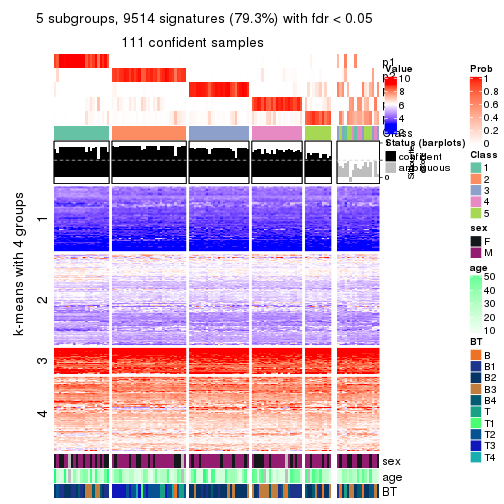 5 subgroups, 9514 signatures (79.3%) with fdr < 0.05
111 confident samples
k-means with 4 groups
1
2
3
4
p1
Class
sex
age
BT
Value
10
8
6
4
2
Status (barplots)
confident
ambiguous
0
Prob
1
0.8
0.6
0.4
0.2
0
Class
1
2
3
4
5
sex
F
M
age
50
40
30
20
10
BT
B
B1
B2
B3
B4
T
T1
T2
T3
T4